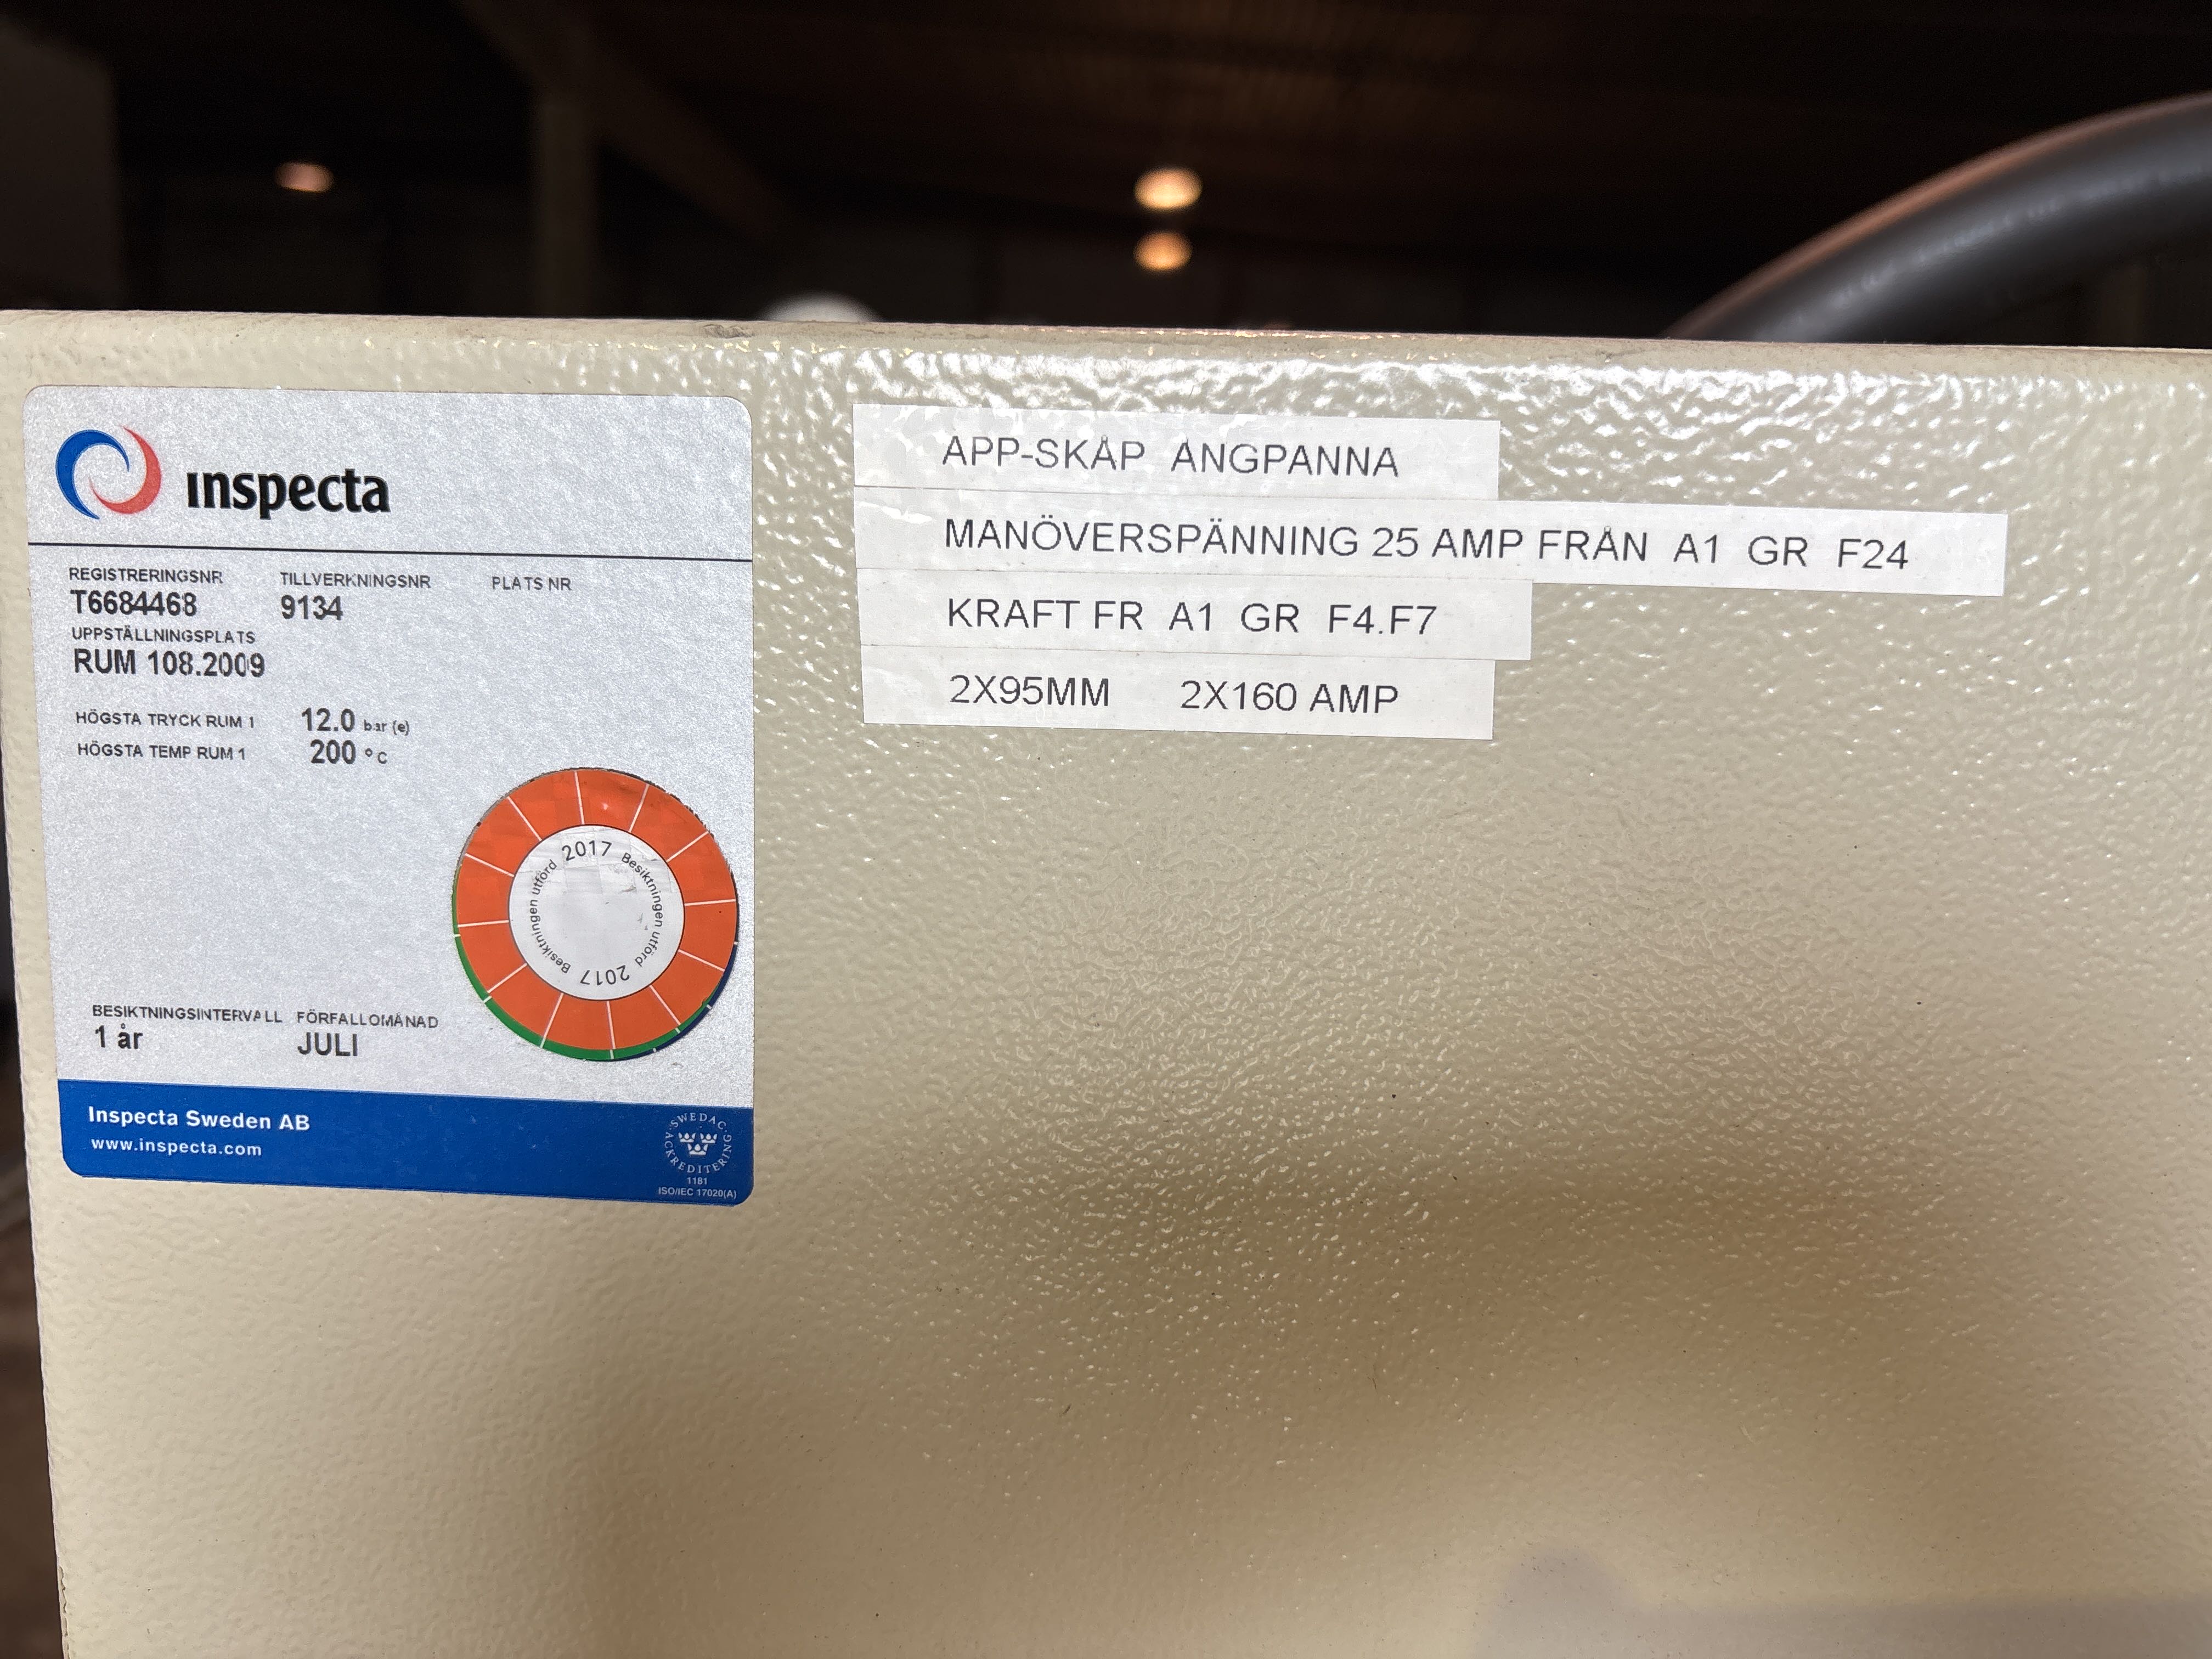 inspecta
REGISTRERINGSNR TILLVERKNINGSNR PLATS NR
T6684468 9134
UPPSTÄLLNINGSPLATS
RUM 108.2009
HÖGSTA TRYCK RUM 1 12.0 bar (e)
HÖGSTA TEMP RUM 1 200 °C
2017 Besiktningen utförd
2017 Besiktningen utförd
BESIKTNINGSINTERVALL FÖRFALLOMÅNAD
1 år JULI
Inspecta Sweden AB
www.inspecta.com
SWEDAC
ACKREDITERING
1181
ISO/IEC 17020(A)
APP-SKÅP ÅNGPANNA
MANÖVERSPÄNNING 25 AMP FRÅN A1 GR F24
KRAFT FR A1 GR F4.F7
2X95MM 2X160 AMP